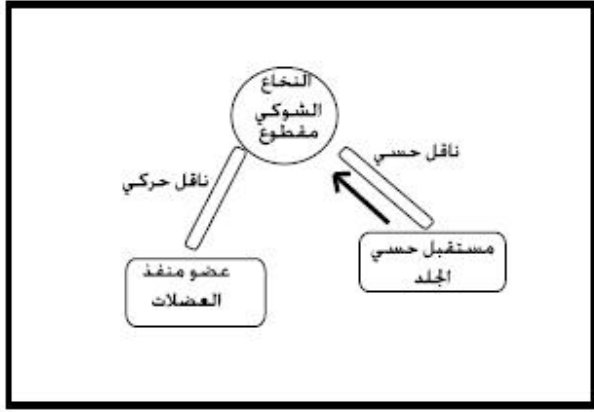 النخاع
الشوكي
مقطوع
ناقل حسي
ناقل حركي
مستقبل حسي
الجلد
عضو منفذ
العضلات